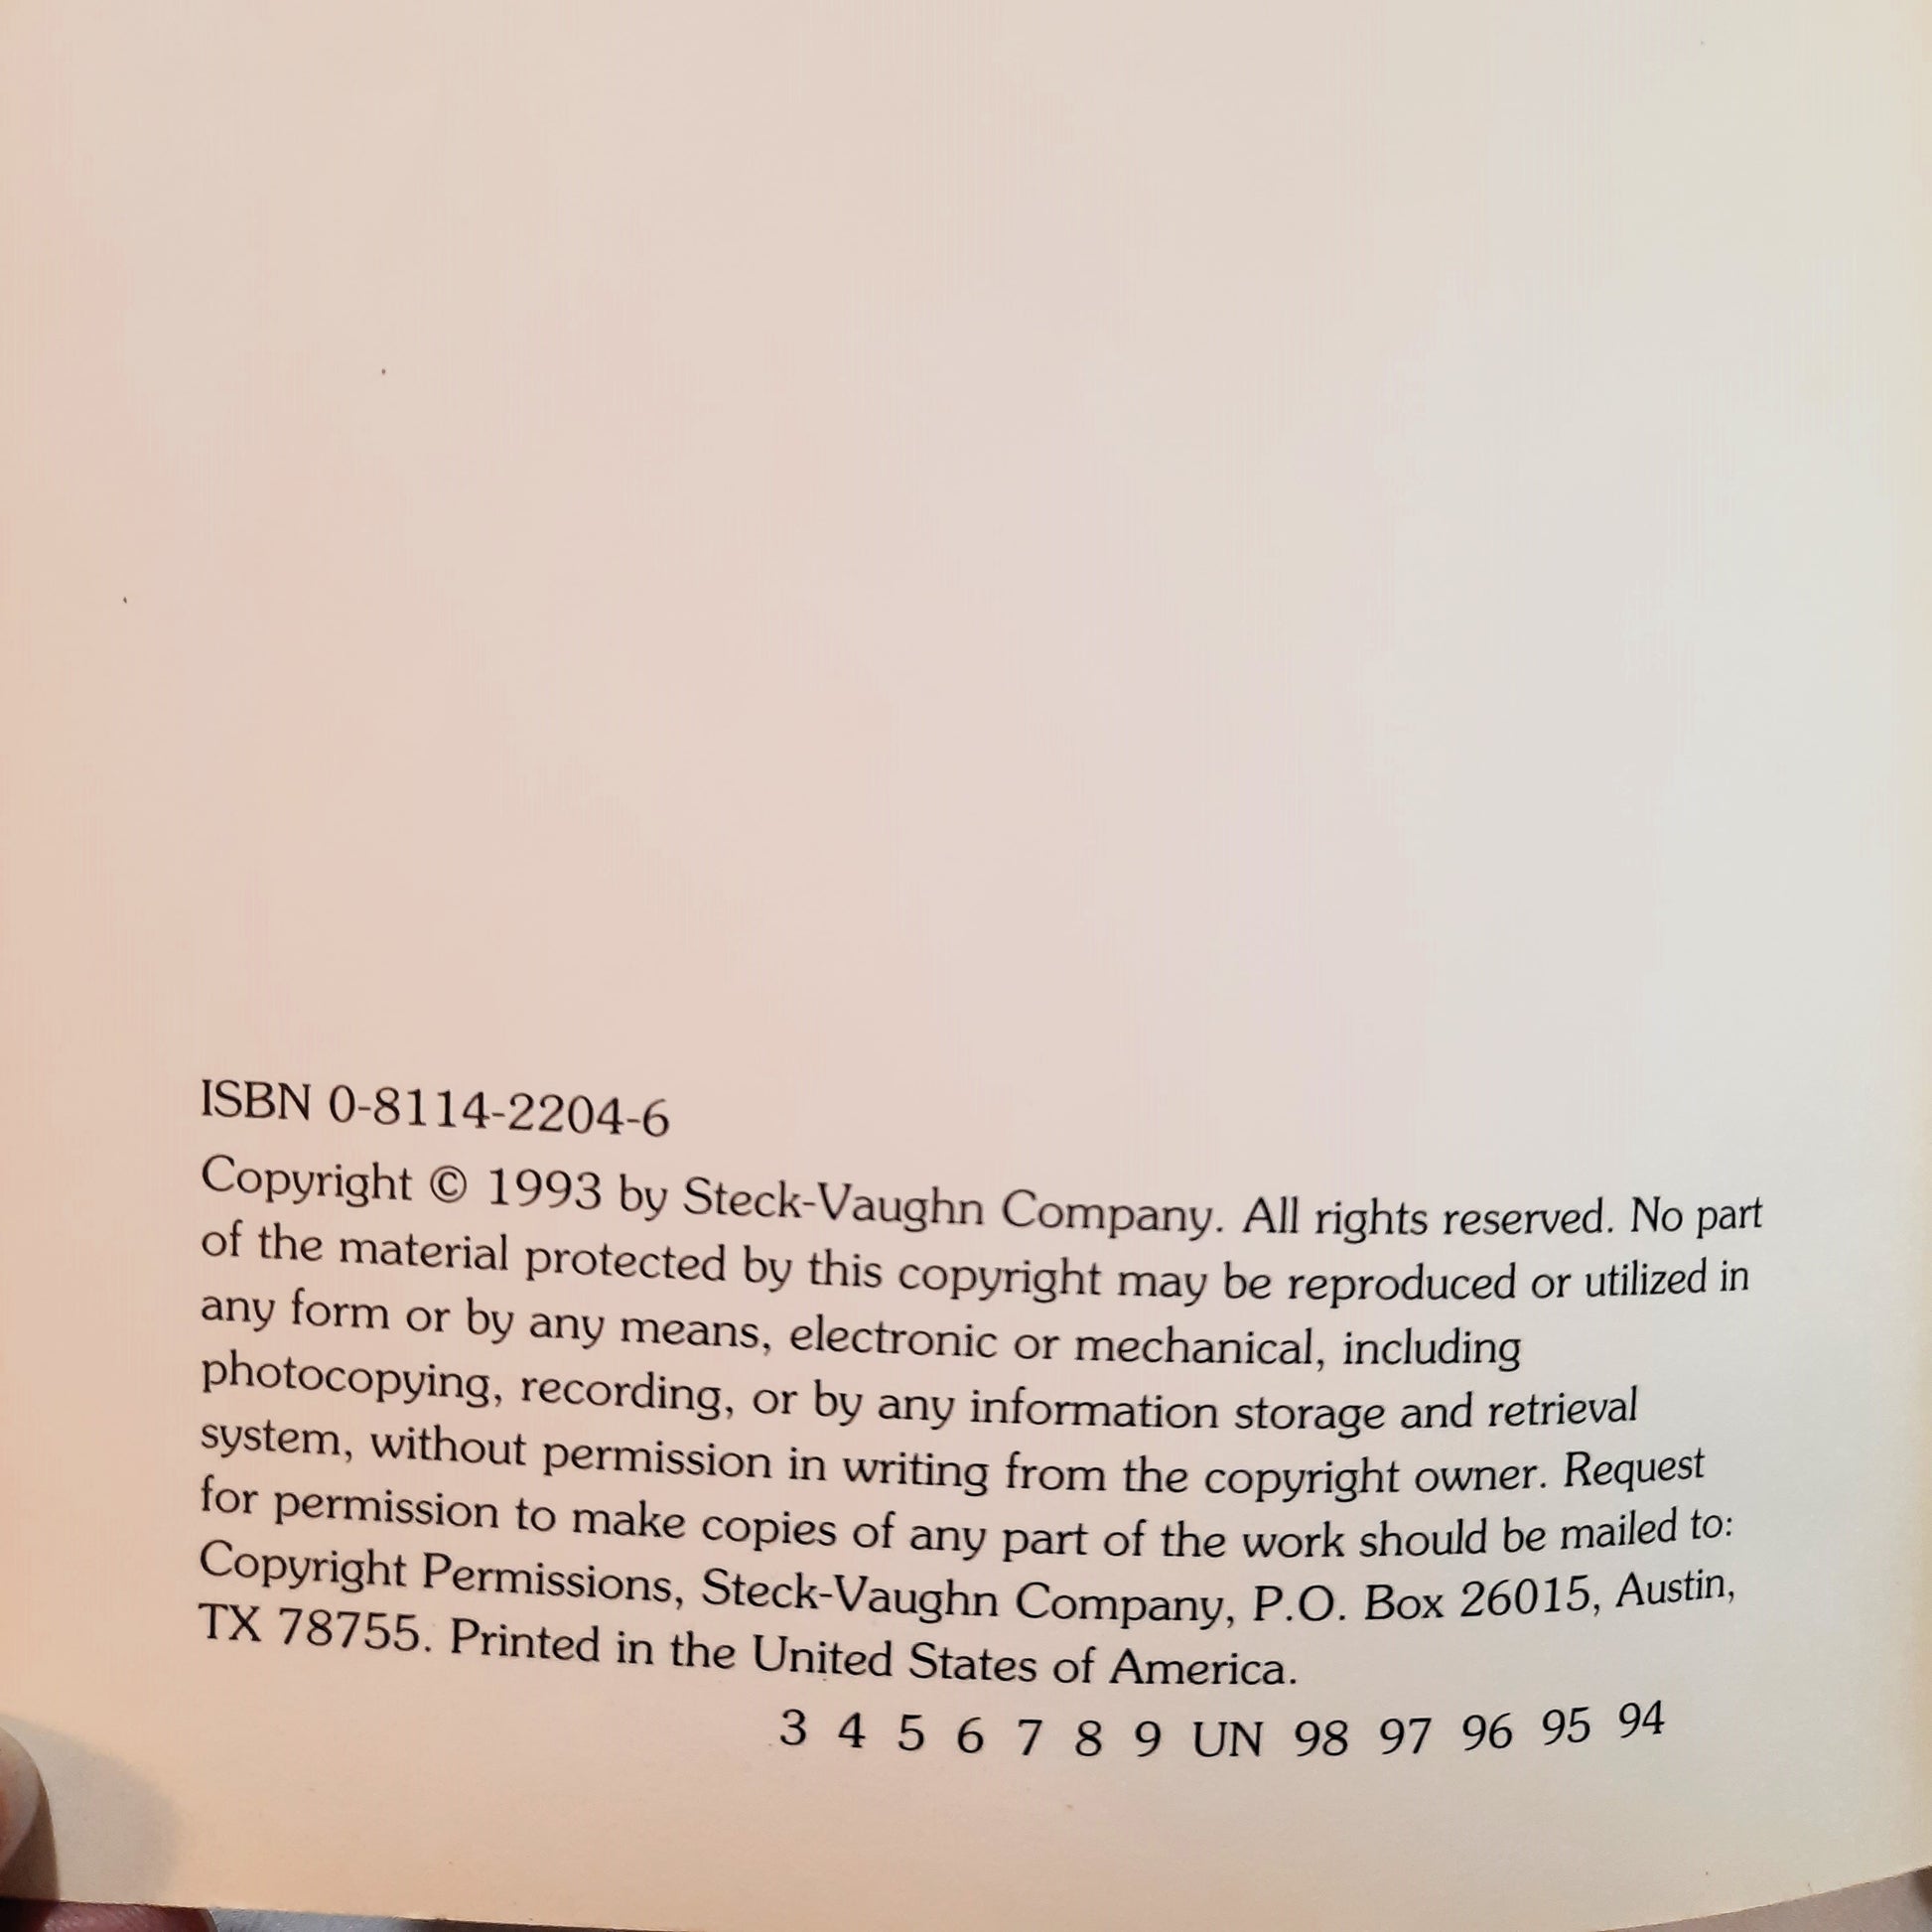 ISBN 0-8114-2204-6
Copyright © 1993 by Steck-Vaughn Company. All rights reserved. No part
of the material protected by this copyright may be reproduced or utilized in
any form or by any means, electronic or mechanical, including
photocopying, recording, or by any information storage and retrieval
system, without permission in writing from the copyright owner. Request
for permission to make copies of any part of the work should be mailed to:
Copyright Permissions, Steck-Vaughn Company, P.O. Box 26015, Austin,
TX 78755. Printed in the United States of America.
3 4 5 6 7 8 9 UN 98 97 96 95 94